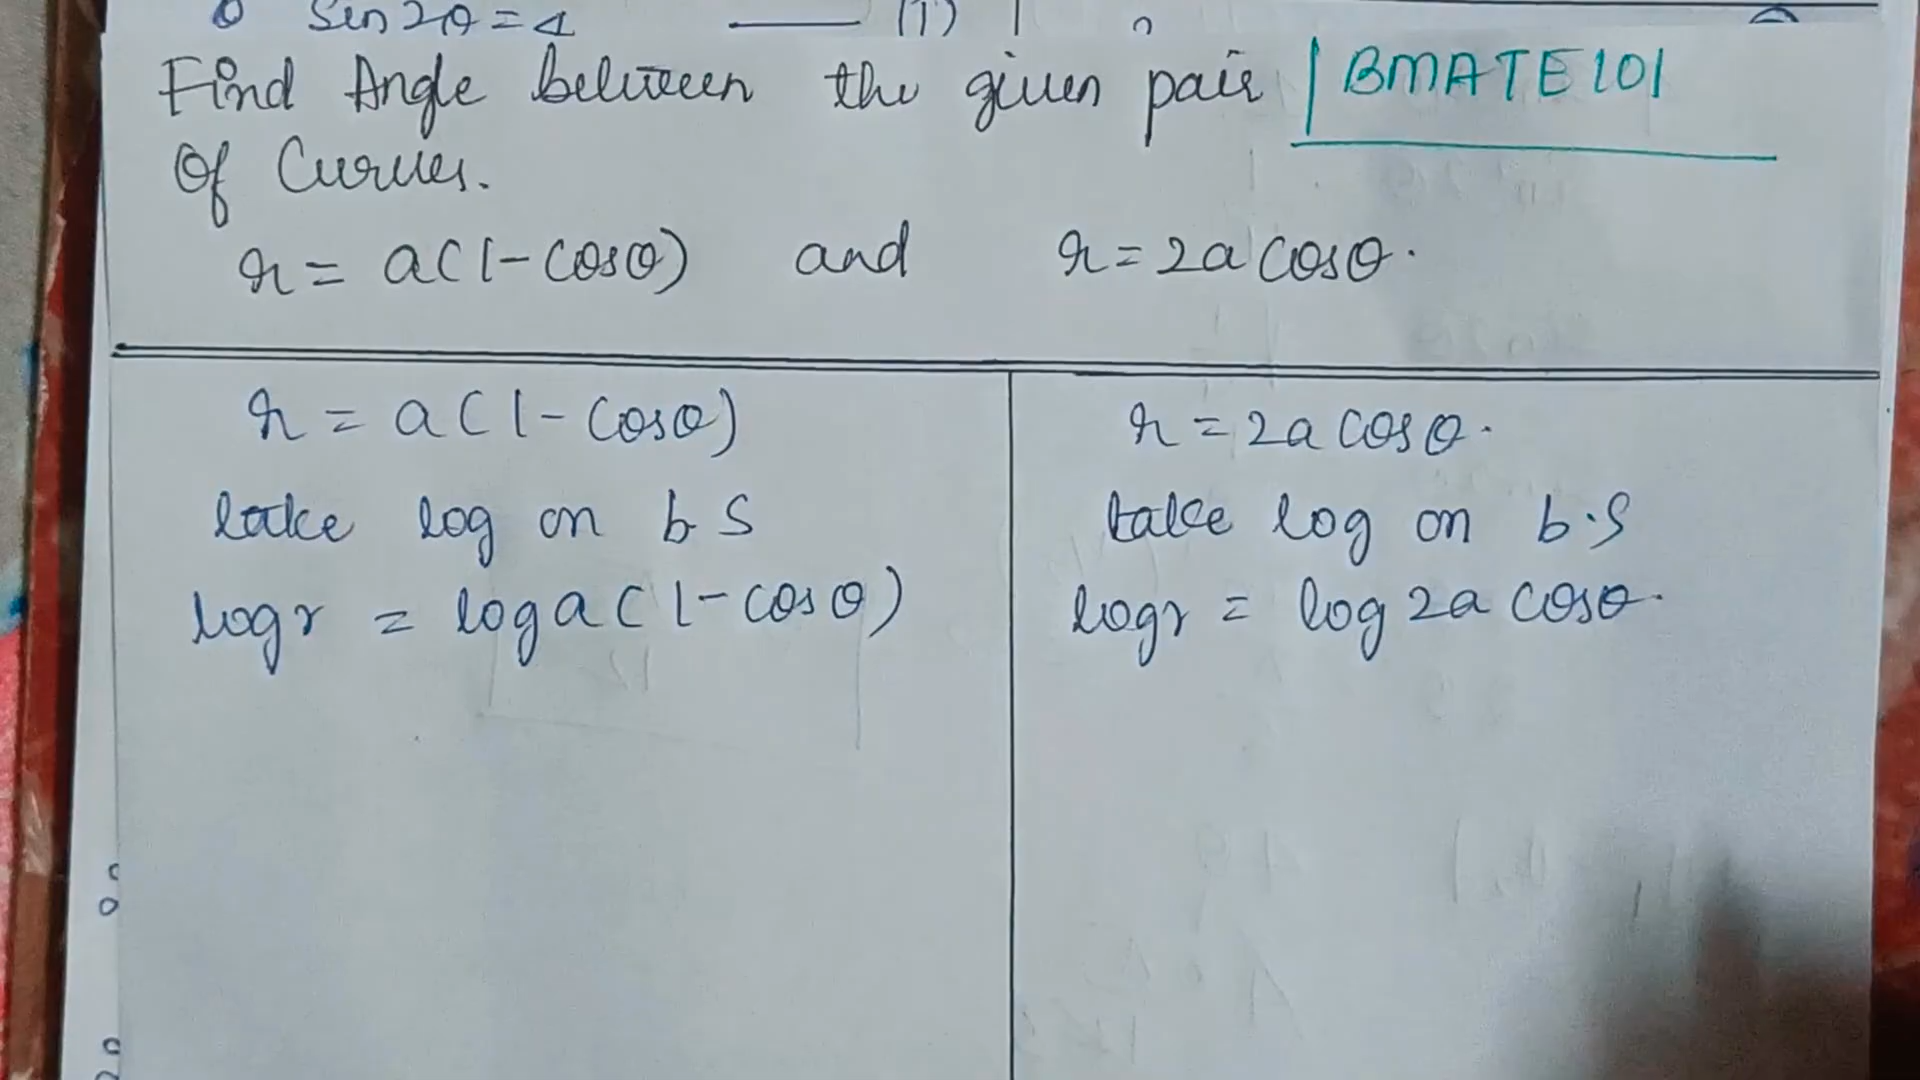 Sin 2θ = 4 —— (1)
Find Angle between the given pair | BMATE101
Of Curves.
r = a(1 - cosθ) and r = 2a cosθ.
r = a(1 - cosθ)
take log on b S
log r = log a(1 - cosθ)
r = 2a cosθ.
take log on b.S
log r = log 2a cosθ.